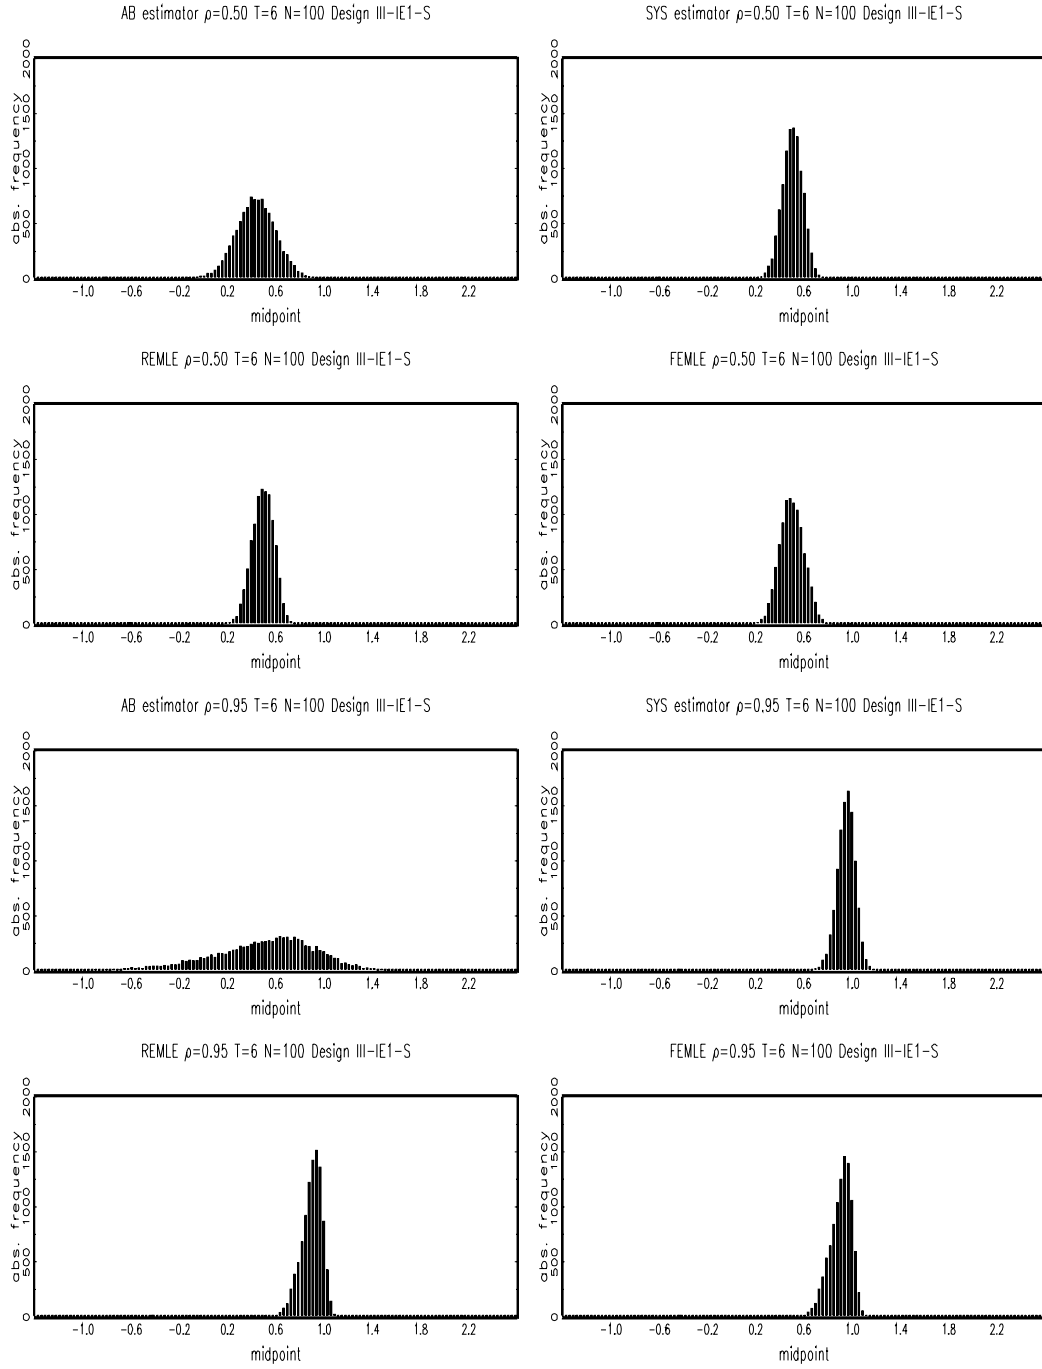 AB estimator ρ=0.50 T=6 N=100 Design III-IE1-S
abs. frequency
0 500 1000 1500 2000
-1.0 -0.6 -0.2 0.2 0.6 1.0 1.4 1.8 2.2
midpoint
SYS estimator ρ=0.50 T=6 N=100 Design III-IE1-S
abs. frequency
0 500 1000 1500 2000
-1.0 -0.6 -0.2 0.2 0.6 1.0 1.4 1.8 2.2
midpoint
REMLE ρ=0.50 T=6 N=100 Design III-IE1-S
abs. frequency
0 500 1000 1500 2000
-1.0 -0.6 -0.2 0.2 0.6 1.0 1.4 1.8 2.2
midpoint
FEMLE ρ=0.50 T=6 N=100 Design III-IE1-S
abs. frequency
0 500 1000 1500 2000
-1.0 -0.6 -0.2 0.2 0.6 1.0 1.4 1.8 2.2
midpoint
AB estimator ρ=0.95 T=6 N=100 Design III-IE1-S
abs. frequency
0 500 1000 1500 2000
-1.0 -0.6 -0.2 0.2 0.6 1.0 1.4 1.8 2.2
midpoint
SYS estimator ρ=0.95 T=6 N=100 Design III-IE1-S
abs. frequency
0 500 1000 1500 2000
-1.0 -0.6 -0.2 0.2 0.6 1.0 1.4 1.8 2.2
midpoint
REMLE ρ=0.95 T=6 N=100 Design III-IE1-S
abs. frequency
0 500 1000 1500 2000
-1.0 -0.6 -0.2 0.2 0.6 1.0 1.4 1.8 2.2
midpoint
FEMLE ρ=0.95 T=6 N=100 Design III-IE1-S
abs. frequency
0 500 1000 1500 2000
-1.0 -0.6 -0.2 0.2 0.6 1.0 1.4 1.8 2.2
midpoint